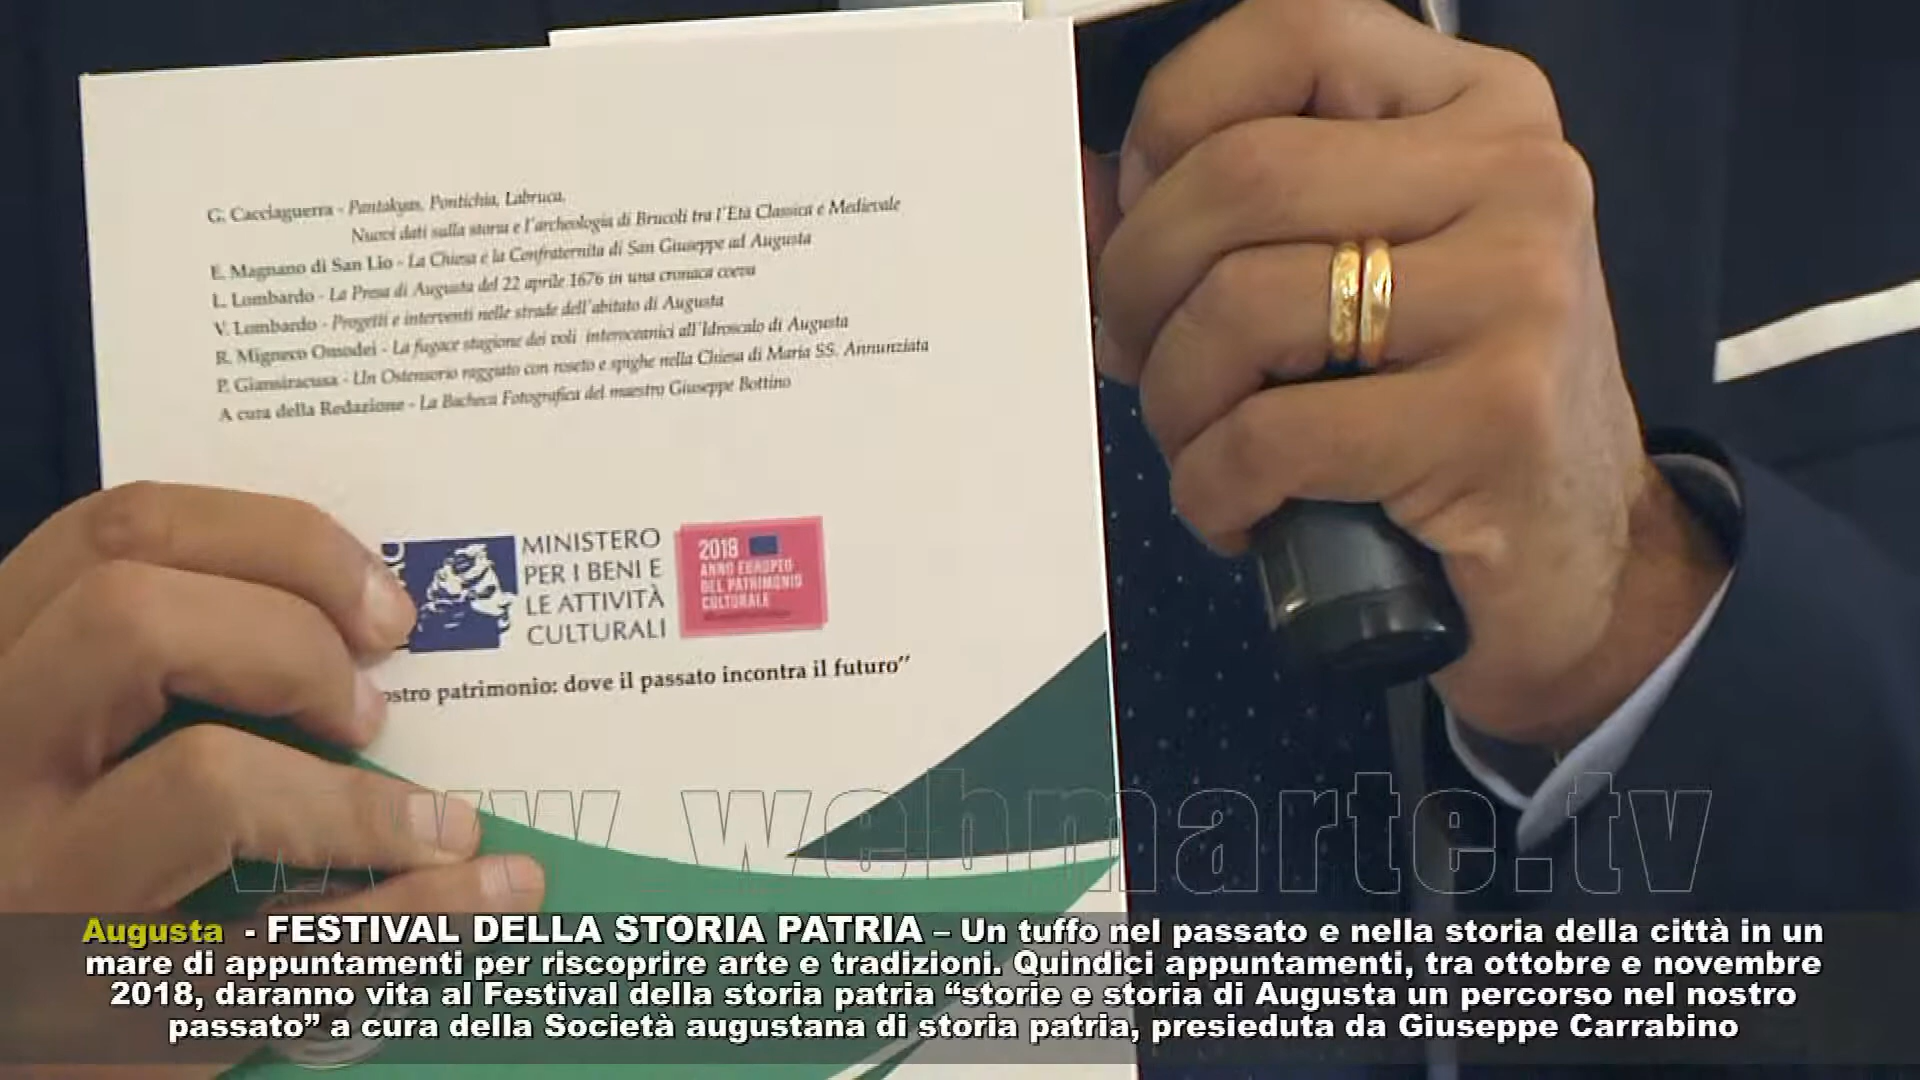 G. Cacciaguerra - Pantakyas, Pontichia, Labruca.
Nuovi dati sulla storia e l'archeologia di Brucoli tra l'Età Classica e Medievale
E. Magnano di San Lio - La Chiesa e la Confraternita di San Giuseppe ad Augusta
L. Lombardo - La Presa di Augusta del 22 aprile 1676 in una cronaca coeva
V. Lombardo - Progetti e interventi nelle strade dell'abitato di Augusta
R. Migneco Omodei - La fugace stagione dei voli interoceanici all'Idroscalo di Augusta
P. Giansiracusa - Un Ostensorio raggiato con roseto e spighe nella Chiesa di Maria SS. Annunziata
A cura della Redazione - La Bacheca Fotografica del maestro Giuseppe Bottino
MINISTERO
PER I BENI E
LE ATTIVITÀ
CULTURALI
2018
ANNO EUROPEO
DEL PATRIMONIO
CULTURALE
ostro patrimonio: dove il passato incontra il futuro"
www.webmarte.tv
Augusta - FESTIVAL DELLA STORIA PATRIA – Un tuffo nel passato e nella storia della città in un
mare di appuntamenti per riscoprire arte e tradizioni. Quindici appuntamenti, tra ottobre e novembre
2018, daranno vita al Festival della storia patria “storie e storia di Augusta un percorso nel nostro
passato” a cura della Società augustana di storia patria, presieduta da Giuseppe Carrabino